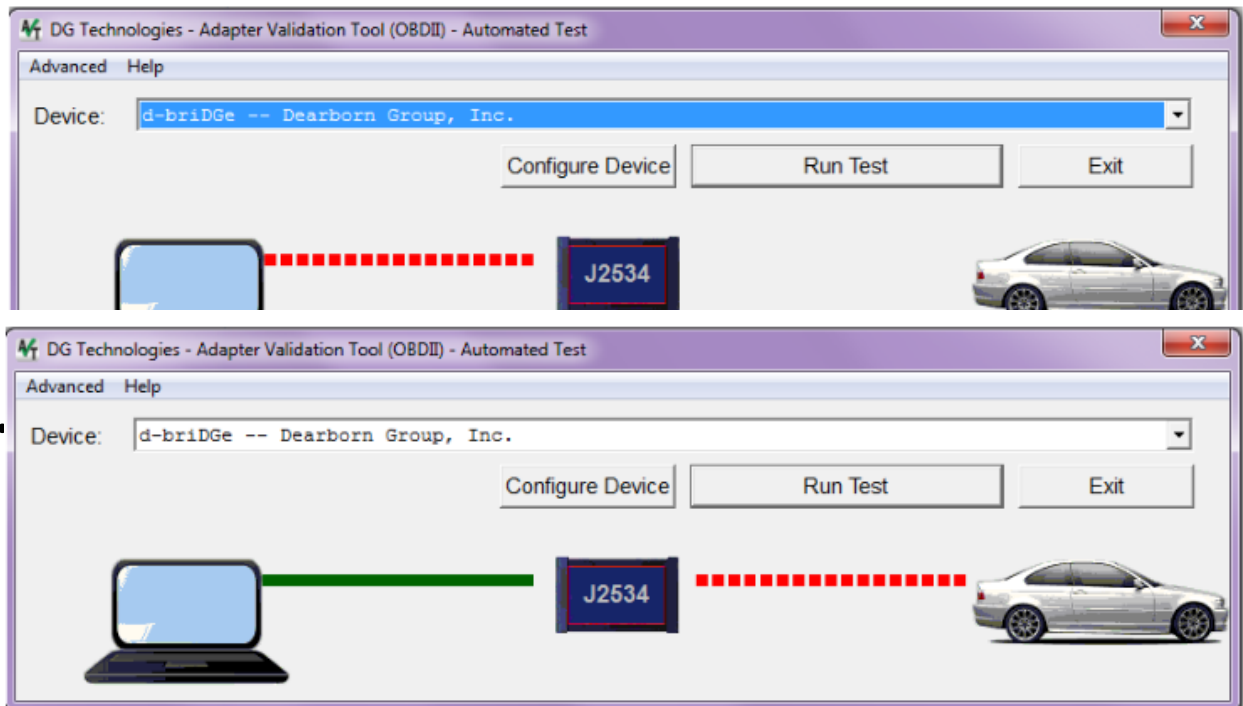 DG Technologies - Adapter Validation Tool (OBDII) - Automated Test
Advanced Help
Device: d-briDGe -- Dearborn Group, Inc.
Configure Device Run Test Exit
J2534
DG Technologies - Adapter Validation Tool (OBDII) - Automated Test
Advanced Help
Device: d-briDGe -- Dearborn Group, Inc.
Configure Device Run Test Exit
J2534